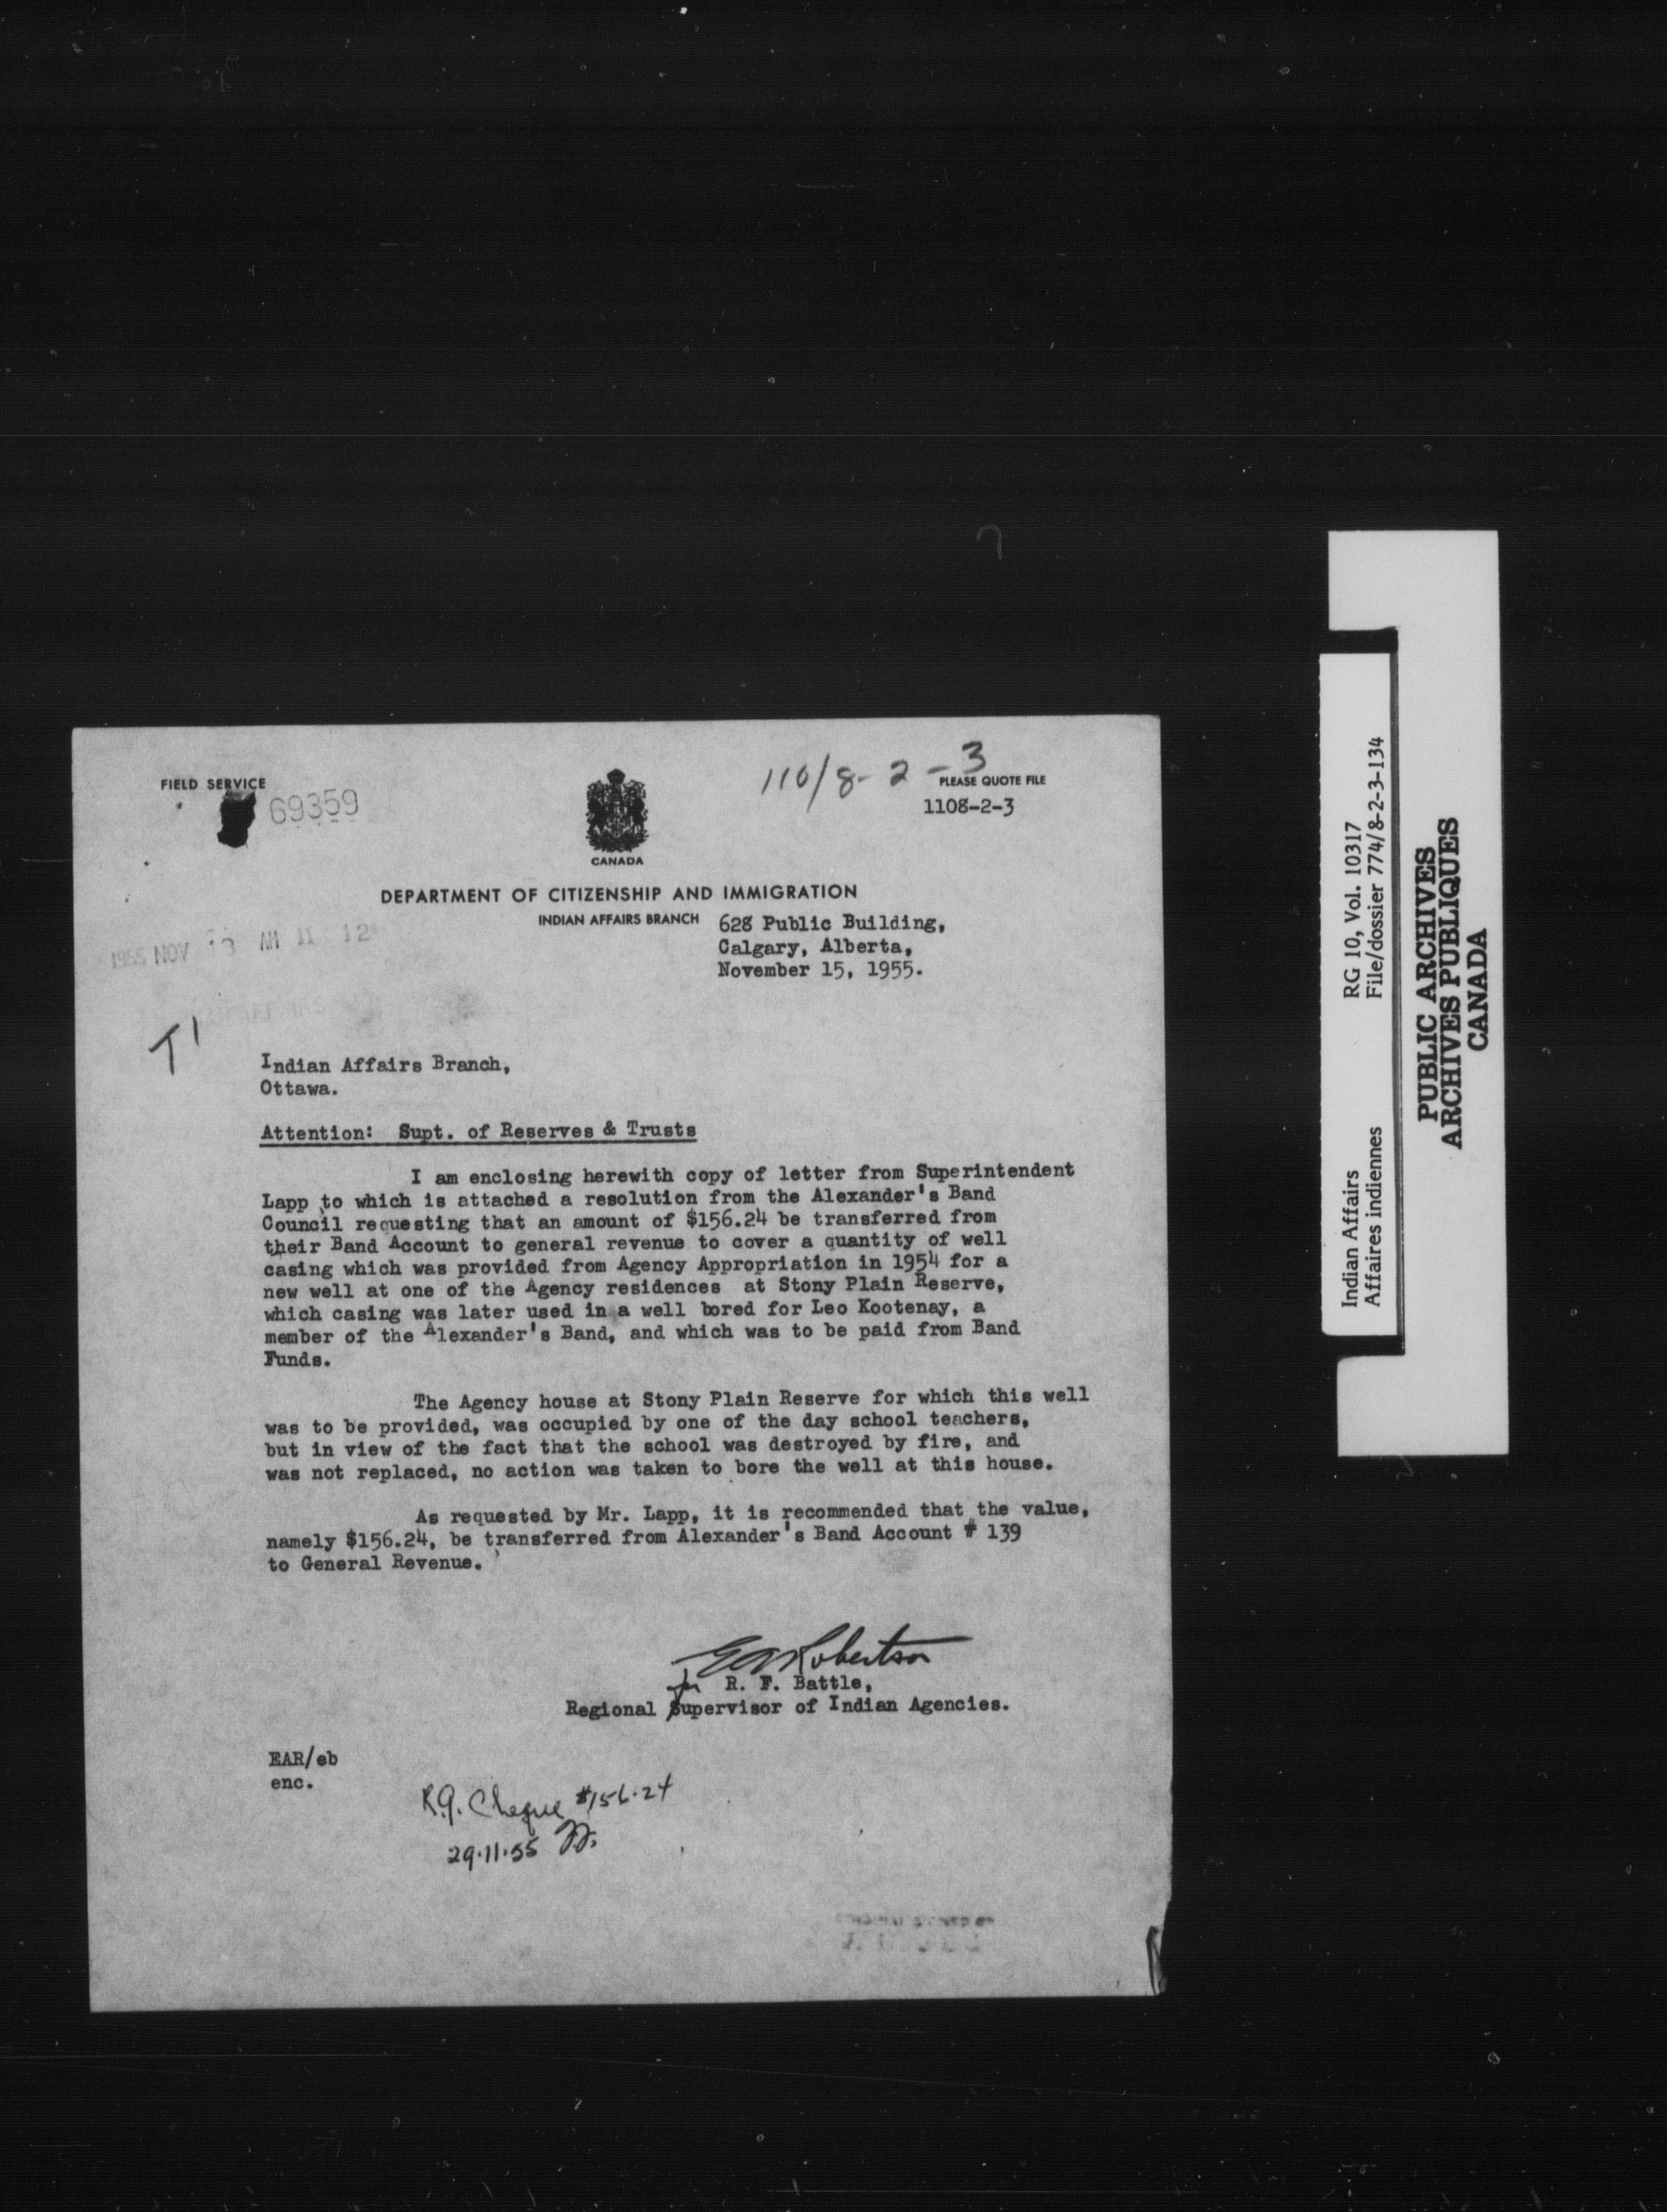 FIELD SERVICE
69359
110/8-2-3
PLEASE QUOTE FILE
1108-2-3
CANADA
DEPARTMENT OF CITIZENSHIP AND IMMIGRATION
INDIAN AFFAIRS BRANCH
628 Public Building,
Calgary, Alberta,
November 15, 1955.
NOV AM 11 12
T1
Indian Affairs Branch,
Ottawa.
Attention: Supt. of Reserves & Trusts
I am enclosing herewith copy of letter from Superintendent
Lapp to which is attached a resolution from the Alexander's Band
Council requesting that an amount of $156.24 be transferred from
their Band Account to general revenue to cover a quantity of well
casing which was provided from Agency Appropriation in 1954 for a
new well at one of the Agency residences at Stony Plain Reserve,
which casing was later used in a well bored for Leo Kootenay, a
member of the Alexander's Band, and which was to be paid from Band
Funds.
The Agency house at Stony Plain Reserve for which this well
was to be provided, was occupied by one of the day school teachers,
but in view of the fact that the school was destroyed by fire, and
was not replaced, no action was taken to bore the well at this house.
As requested by Mr. Lapp, it is recommended that the value,
namely $156.24, be transferred from Alexander's Band Account # 139
to General Revenue.
EA Robertson
for R. F. Battle,
Regional Supervisor of Indian Agencies.
EAR/eb
enc.
R.G. Cheque $156.24
29.11.55
Indian Affairs RG 10, Vol. 10317
Affaires indiennes File/dossier 774/8-2-3-134
PUBLIC ARCHIVES
ARCHIVES PUBLIQUES
CANADA